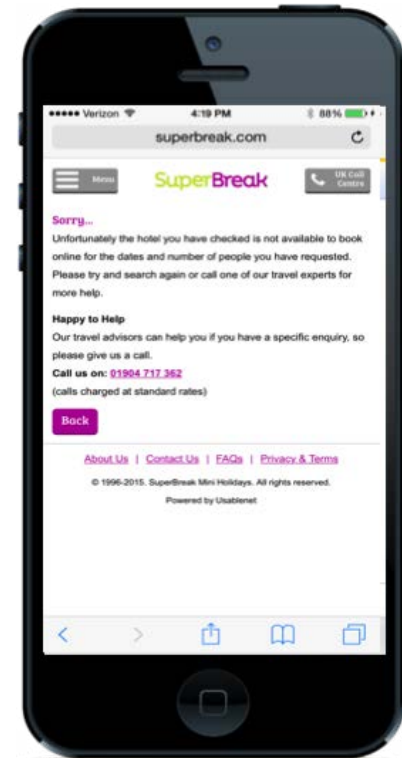 Verizon 4:19 PM 88%
superbreak.com
Menu SuperBreak UK Call
Centre
Sorry...
Unfortunately the hotel you have checked is not available to book
online for the dates and number of people you have requested.
Please try and search again or call one of our travel experts for
more help.
Happy to Help
Our travel advisors can help you if you have a specific enquiry, so
please give us a call.
Call us on: 01904 717 362
(calls charged at standard rates)
Back
About Us | Contact Us | FAQs | Privacy & Terms
© 1996-2015. SuperBreak Mini Holidays. All rights reserved.
Powered by Usablenet